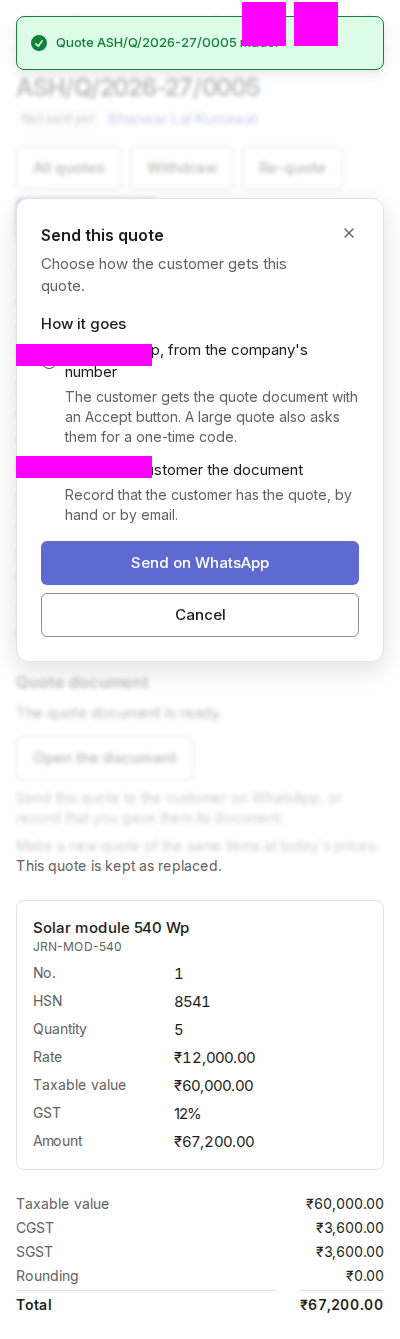 Quote ASH/Q/2026-27/0005
ASH/Q/2026-27/0005
Not sent yet Bhanwar Lal Kumawat
All quotes Withdraw Re-quote
Send this quote
Choose how the customer gets this
quote.
How it goes
from the company's
number
The customer gets the quote document with
an Accept button. A large quote also asks
them for a one-time code.
the document
Record that the customer has the quote, by
hand or by email.
Send on WhatsApp
Cancel
Quote document
The quote document is ready.
Open the document
Send this quote to the customer on WhatsApp, or
record that you gave them its document.
Make a new quote of the same items at today's prices.
This quote is kept as replaced.
Solar module 540 Wp
JRN-MOD-540
No. 1
HSN 8541
Quantity 5
Rate ₹12,000.00
Taxable value ₹60,000.00
GST 12%
Amount ₹67,200.00
Taxable value ₹60,000.00
CGST ₹3,600.00
SGST ₹3,600.00
Rounding ₹0.00
Total ₹67,200.00